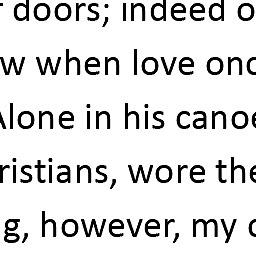 doors; indeed o
w when love onc
Alone in his canoe
ristians, wore the
g, however, my c